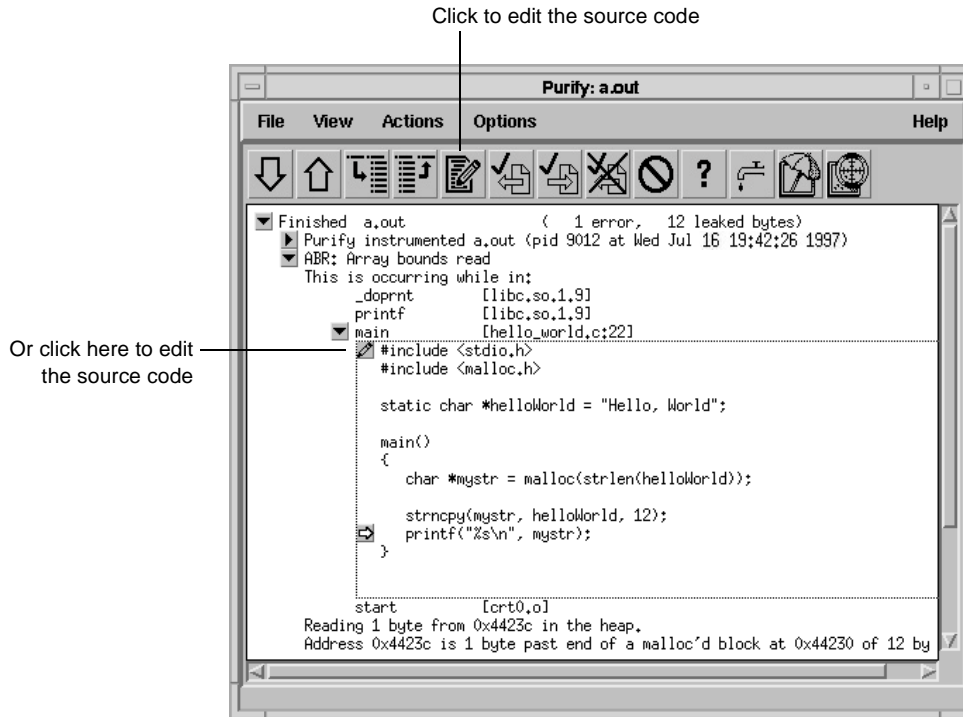 Click to edit the source code
Purify: a.out
File View Actions Options Help
?
Finished a.out ( 1 error, 12 leaked bytes)
Purify instrumented a.out (pid 9012 at Wed Jul 16 19:42:26 1997)
ABR: Array bounds read
This is occurring while in:
_doprnt [libc.so.1.9]
printf [libc.so.1.9]
main [hello_world.c:22]
Or click here to edit
the source code
#include <stdio.h>
#include <malloc.h>
static char *helloWorld = "Hello, World";
main()
{
char *mystr = malloc(strlen(helloWorld));
strncpy(mystr, helloWorld, 12);
printf("%s\n", mystr);
}
start [crt0.o]
Reading 1 byte from 0x4423c in the heap.
Address 0x4423c is 1 byte past end of a malloc'd block at 0x44230 of 12 by